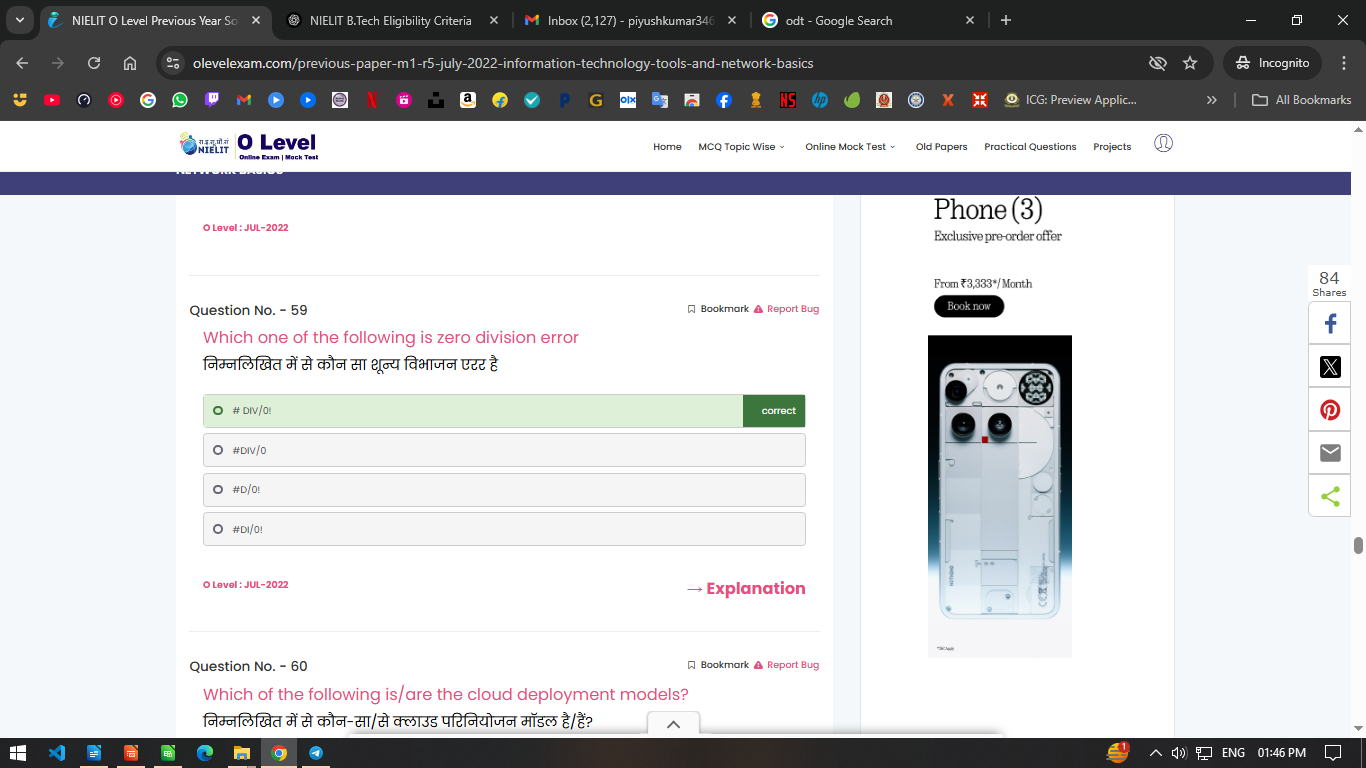 NIELIT O Level Previous Year So
NIELIT B.Tech Eligibility Criteria
Inbox (2,127) - piyushkumar346
odt - Google Search
olevelexam.com/previous-paper-m1-r5-july-2022-information-technology-tools-and-network-basics
Incognito
ICG: Preview Applic...
All Bookmarks
रा.इ.सू.प्रौ.सं
NIELIT
O Level
Online Exam | Mock Test
Home
MCQ Topic Wise
Online Mock Test
Old Papers
Practical Questions
Projects
NETWORK BASICS
O Level : JUL-2022
Question No. - 59
Bookmark
Report Bug
Which one of the following is zero division error
निम्नलिखित में से कौन सा शून्य विभाजन एरर है
# DIV/0!
correct
#DIV/0
#D/0!
#DI/0!
O Level : JUL-2022
→ Explanation
Question No. - 60
Bookmark
Report Bug
Which of the following is/are the cloud deployment models?
निम्नलिखित में से कौन-सा/से क्लाउड परिनियोजन मॉडल है/हैं?
Phone (3)
Exclusive pre-order offer
From ₹3,333*/Month
Book now
84
Shares
1
ENG
01:46 PM